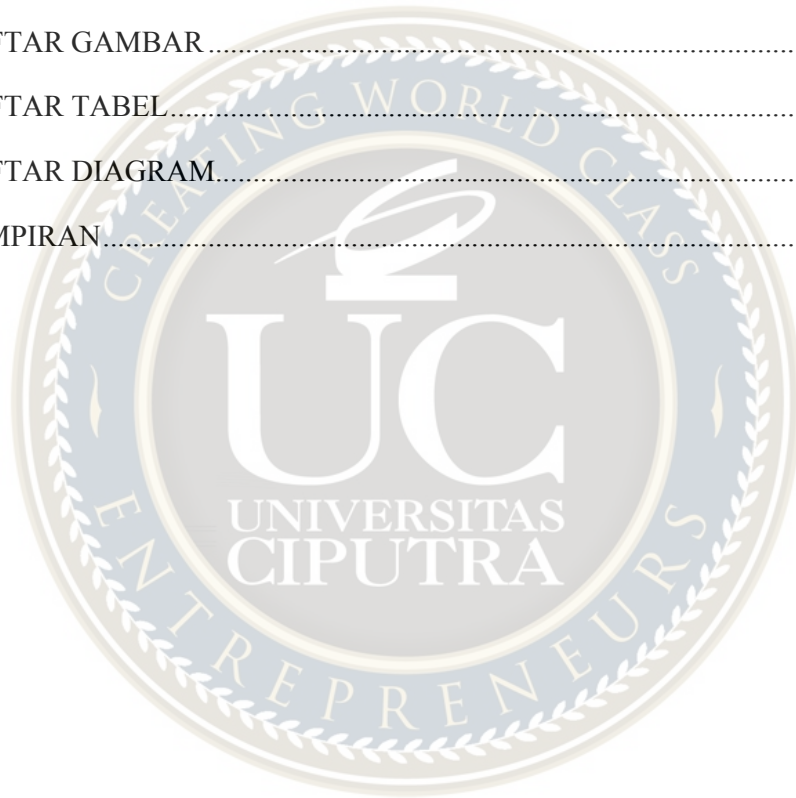 FTAR GAMBAR................................................................................
FTAR TABEL.....................................................................................
FTAR DIAGRAM..............................................................................
MPIRAN.............................................................................................
CREATING WORLD CLASS
UC
UNIVERSITAS
CIPUTRA
ENTREPRENEURS